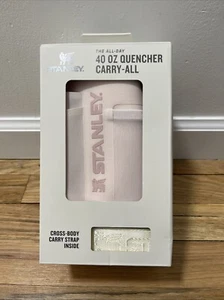 STANLEY.
THE ALL-DAY
40 OZ QUENCHER
CARRY-ALL
STANLEY
CROSS-BODY
CARRY STRAP
INSIDE